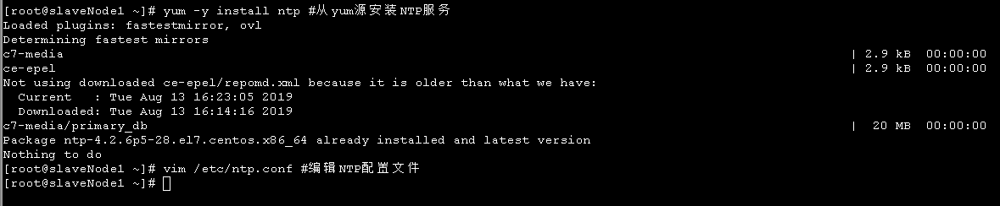 [root@slaveNode1 ~]# yum -y install ntp #从yum源安装NTP服务
Loaded plugins: fastestmirror, ovl
Determining fastest mirrors
c7-media | 2.9 kB 00:00:00
ce-epel | 2.9 kB 00:00:00
Not using downloaded ce-epel/repomd.xml because it is older than what we have:
Current : Tue Aug 13 16:23:05 2019
Downloaded: Tue Aug 13 16:14:16 2019
c7-media/primary_db | 20 MB 00:00:00
Package ntp-4.2.6p5-28.el7.centos.x86_64 already installed and latest version
Nothing to do
[root@slaveNode1 ~]# vim /etc/ntp.conf #编辑NTP配置文件
[root@slaveNode1 ~]#